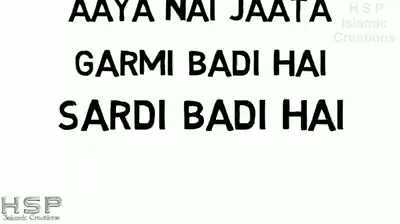 AAYA NAI JAATA
GARMI BADI HAI
SARDI BADI HAI
H S P
Islamic
Creations
HSP
Islamic Creations